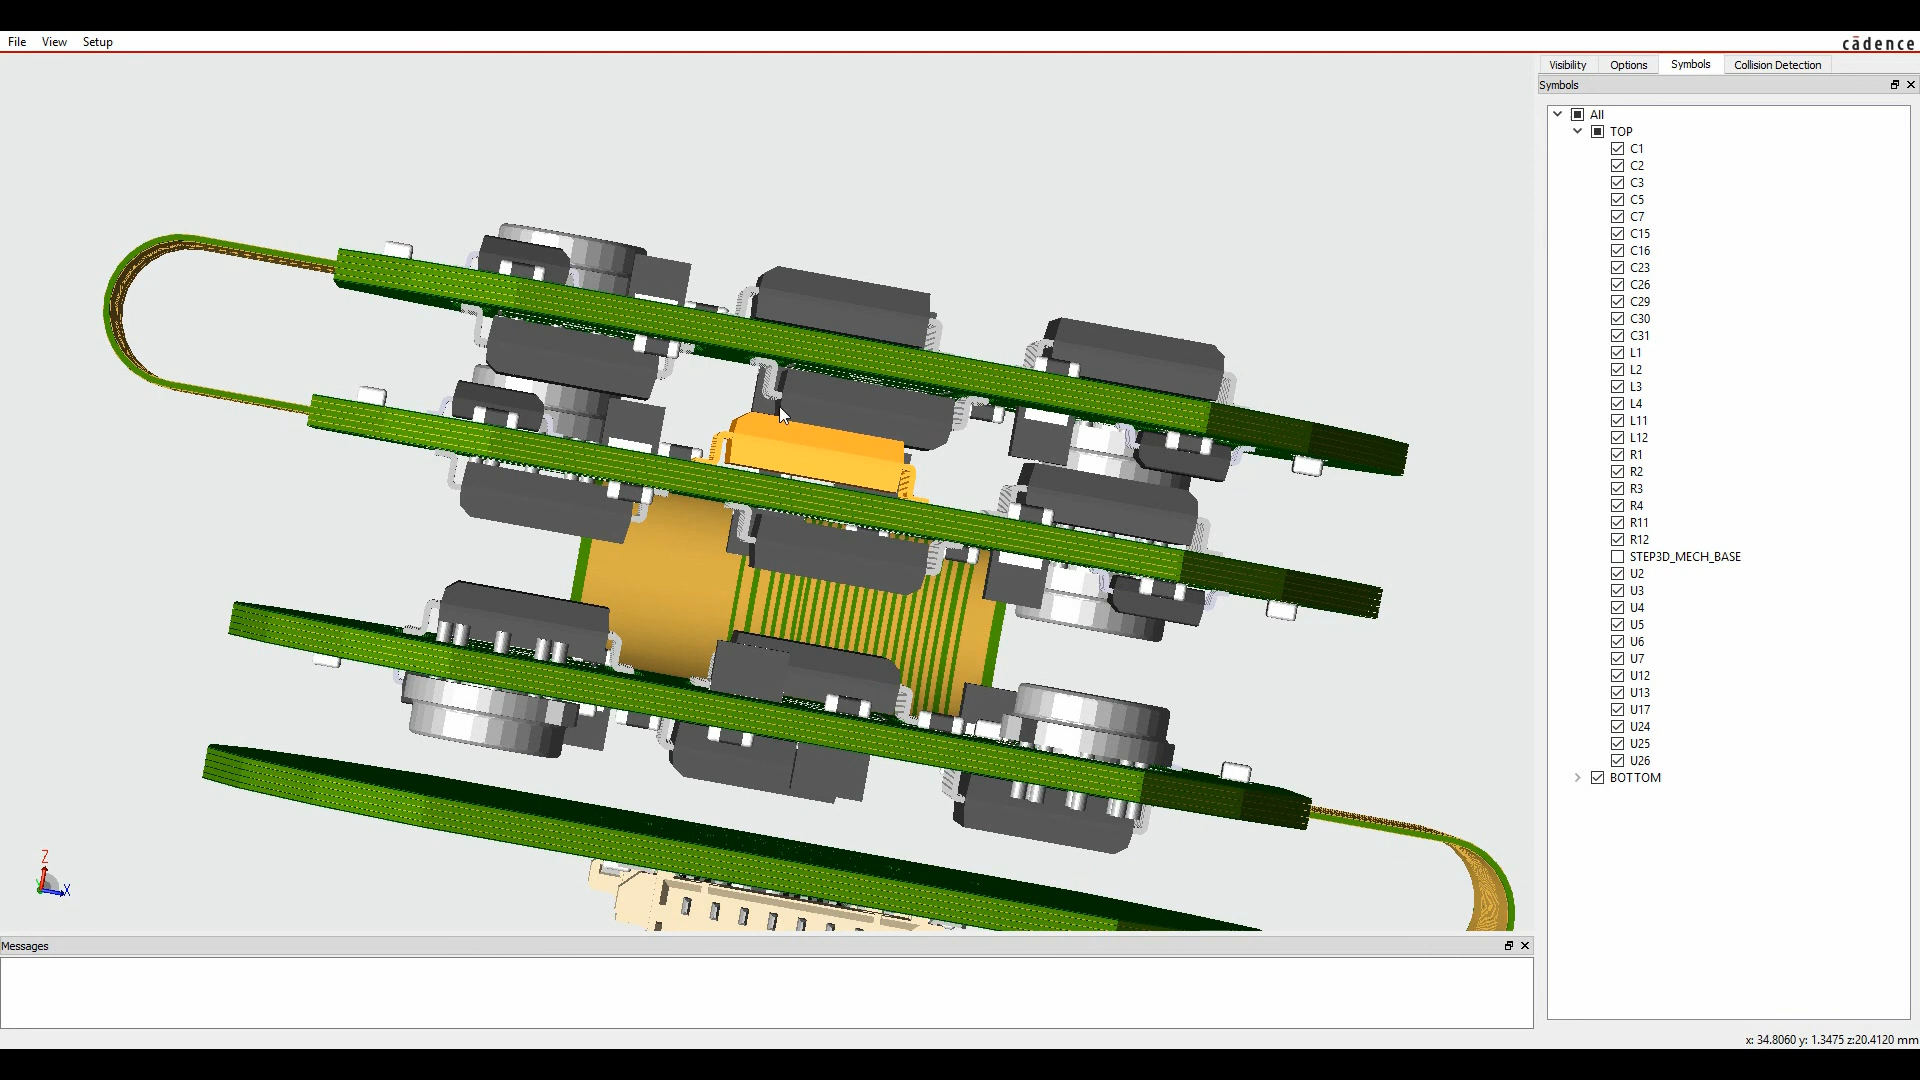 File View Setup
cādence
Visibility Options Symbols Collision Detection
Symbols
All
TOP
C1
C2
C3
C5
C7
C15
C16
C23
C26
C29
C30
C31
L1
L2
L3
L4
L11
L12
R1
R2
R3
R4
R11
R12
STEP3D_MECH_BASE
U2
U3
U4
U5
U6
U7
U12
U13
U17
U24
U25
U26
BOTTOM
Z
X
Messages
x: 34.8060 y: 1.3475 z:20.4120 mm